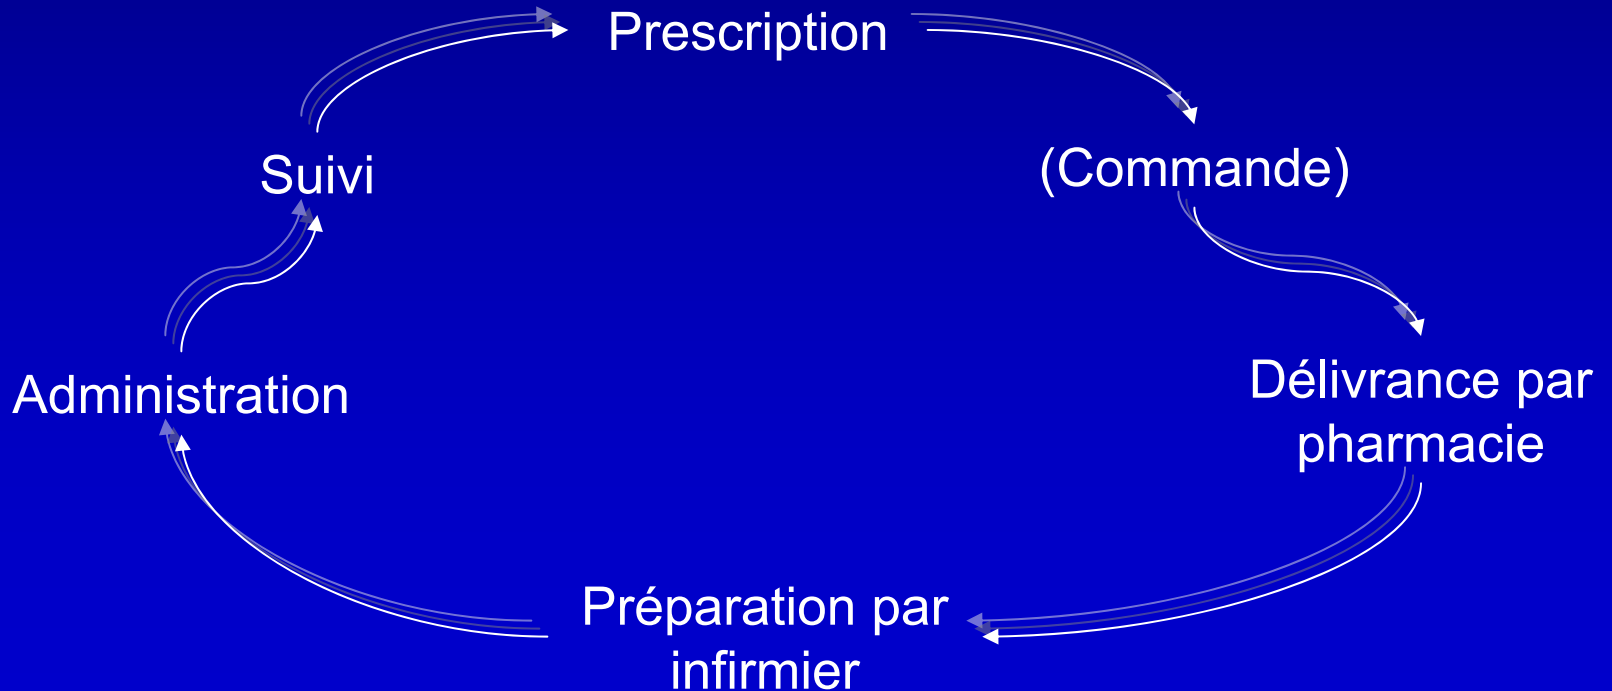 Prescription
(Commande)
Suivi
Délivrance par
pharmacie
Administration
Préparation par
infirmier